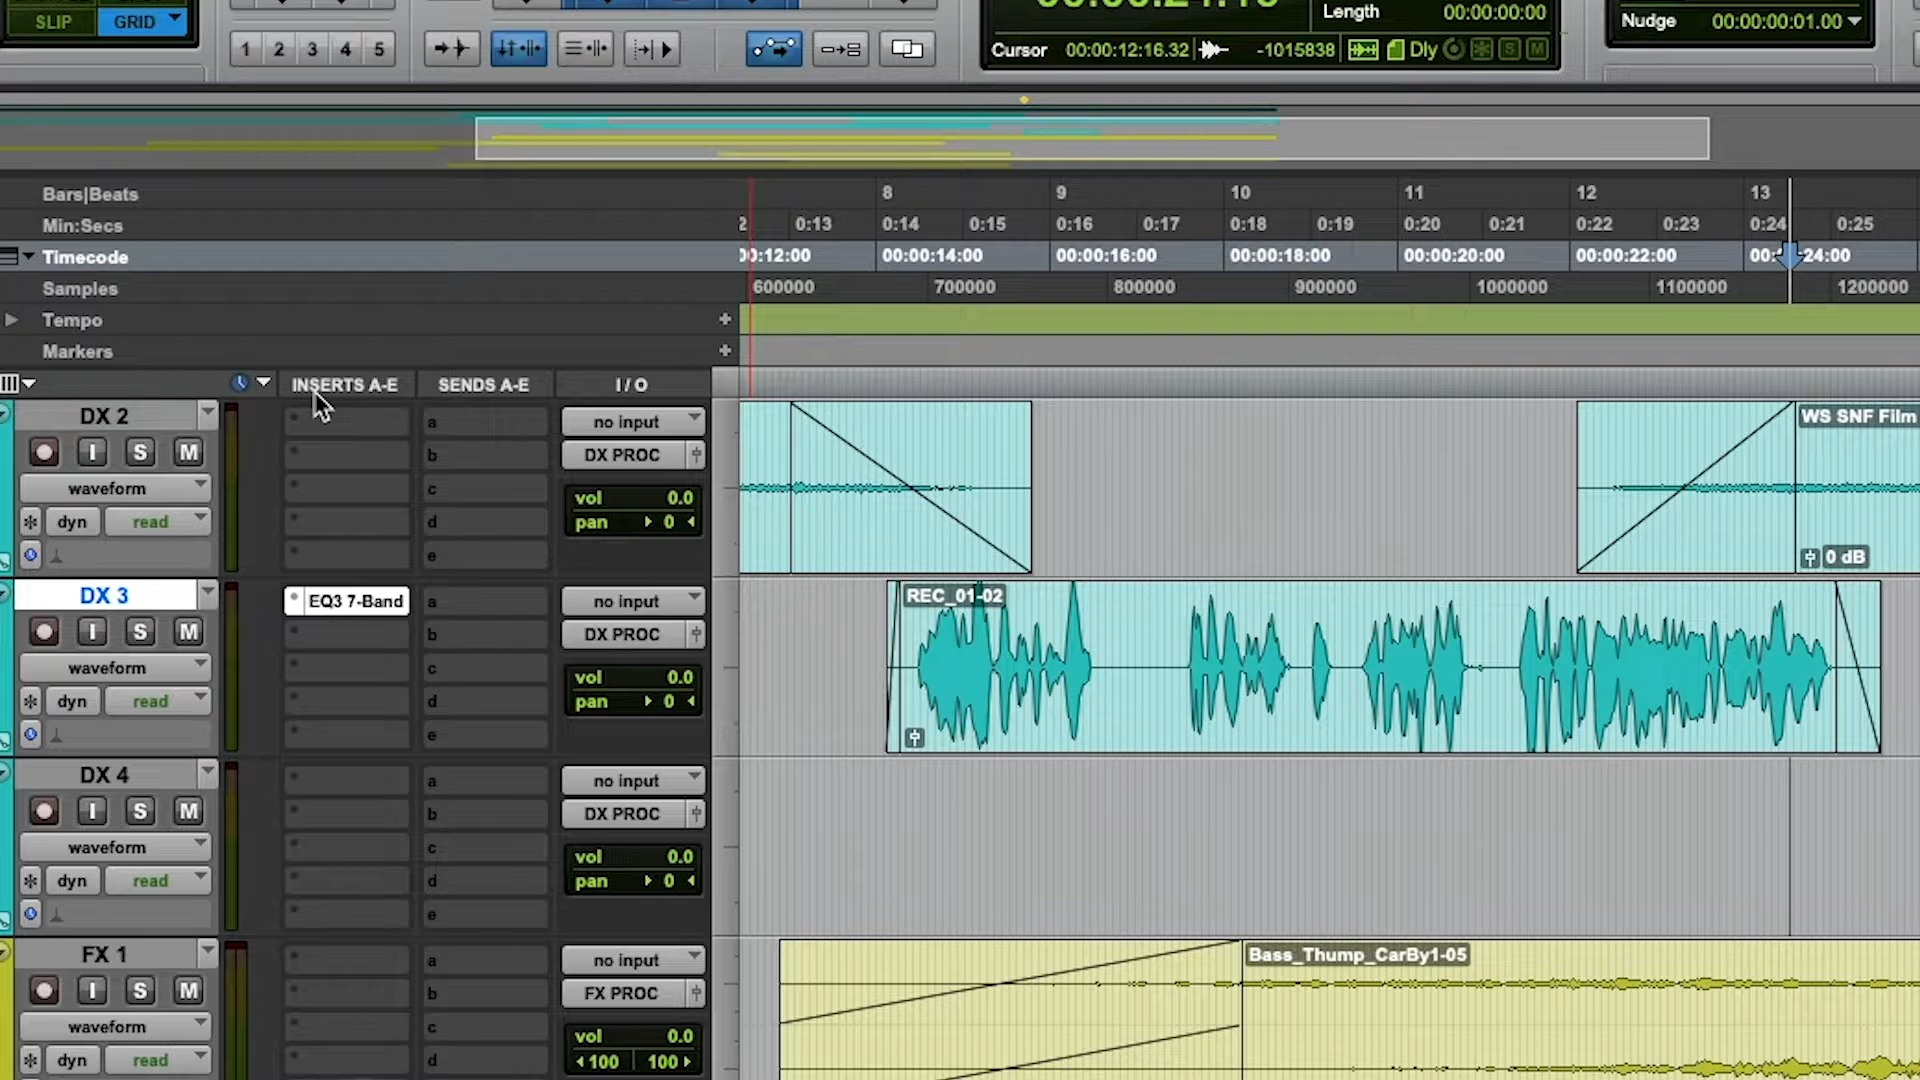 SLIP GRID
1 2 3 4 5
Length 00:00:00:00
Cursor 00:00:12:16.32 -1015838 Dly S M
Nudge 00:00:00:01.00
Bars|Beats 8 9 10 11 12 13
Min:Secs 2 0:13 0:14 0:15 0:16 0:17 0:18 0:19 0:20 0:21 0:22 0:23 0:24 0:25
Timecode 00:12:00 00:00:14:00 00:00:16:00 00:00:18:00 00:00:20:00 00:00:22:00 00: 24:00
Samples 600000 700000 800000 900000 1000000 1100000 1200000
Tempo +
Markers +
INSERTS A-E SENDS A-E I / O
DX 2
I S M
waveform
dyn read
a
b
c
d
e
no input
DX PROC
vol 0.0
pan 0
WS SNF Film
0 dB
DX 3
I S M
waveform
dyn read
EQ3 7-Band
a
b
c
d
e
no input
DX PROC
vol 0.0
pan 0
REC_01-02
DX 4
I S M
waveform
dyn read
a
b
c
d
e
no input
DX PROC
vol 0.0
pan 0
FX 1
I S M
waveform
dyn read
a
b
c
d
no input
FX PROC
vol 0.0
100 100
Bass_Thump_CarBy1-05